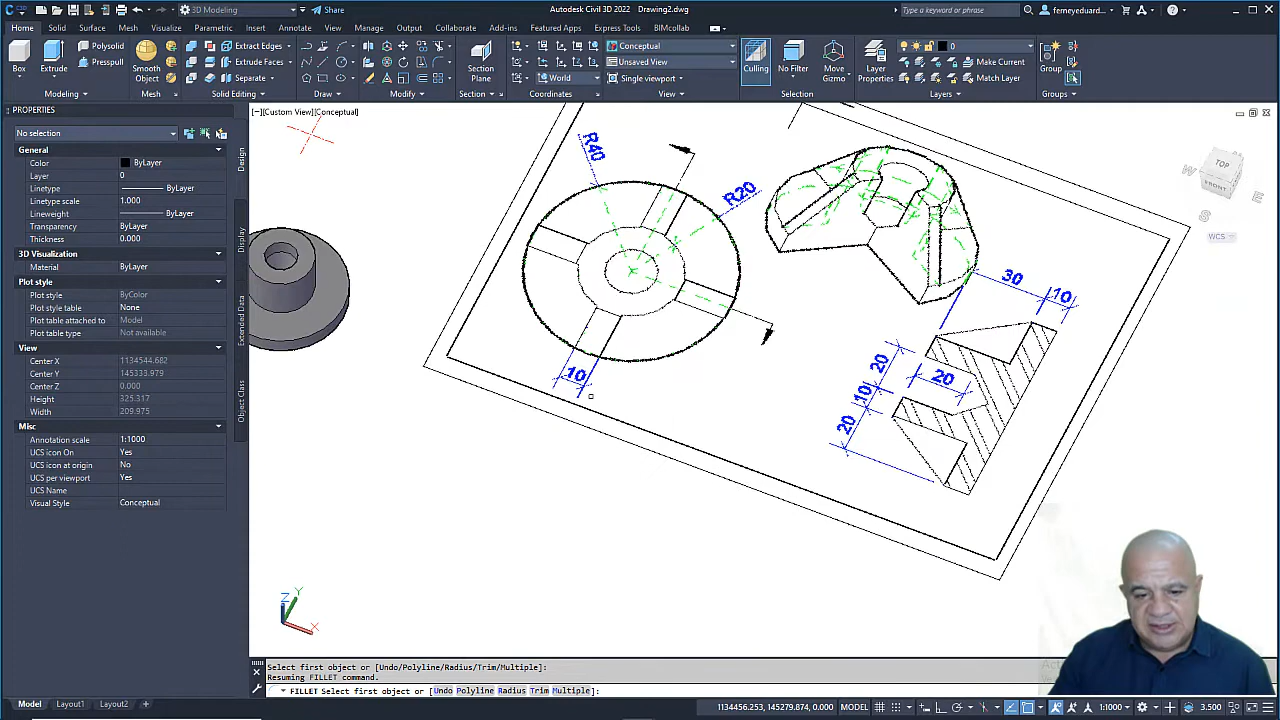 3D Modeling
Share
Autodesk Civil 3D 2022 Drawing2.dwg
Type a keyword or phrase
ferneyeduard...
Home Solid Surface Mesh Visualize Parametric Insert Annotate View Manage Output Collaborate Add-ins Featured Apps Express Tools BIMcollab
Box
Extrude
Polysolid
Presspull
Smooth Object
Extract Edges
Extrude Faces
Separate
Section Plane
Conceptual
Unsaved View
World
Single viewport
Culling
No Filter
Move Gizmo
Layer Properties
0
Make Current
Match Layer
Group
Modeling
Mesh
Solid Editing
Draw
Modify
Section
Coordinates
View
Selection
Layers
Groups
PROPERTIES
No selection
General
Color ByLayer
Layer 0
Linetype ByLayer
Linetype scale 1.000
Lineweight ByLayer
Transparency ByLayer
Thickness 0.000
3D Visualization
Material ByLayer
Plot style
Plot style ByColor
Plot style table None
Plot table attached to Model
Plot table type Not available
View
Center X 1134544.682
Center Y 145333.979
Center Z 0.000
Height 325.317
Width 209.975
Misc
Annotation scale 1:1000
UCS icon On Yes
UCS icon at origin No
UCS per viewport Yes
UCS Name
Visual Style Conceptual
Design
Display
Extended Data
Object Class
[−][Custom View][Conceptual]
R40
R20
10
30
10
20
20
10
20
TOP
FRONT
W
S
E
WCS
Z
Y
X
Select first object or [Undo/Polyline/Radius/Trim/Multiple]:
Resuming FILLET command.
FILLET Select first object or [Undo Polyline Radius Trim Multiple]:
Model Layout1 Layout2 +
1134456.253, 145279.874, 0.000 MODEL
1:1000
3.500